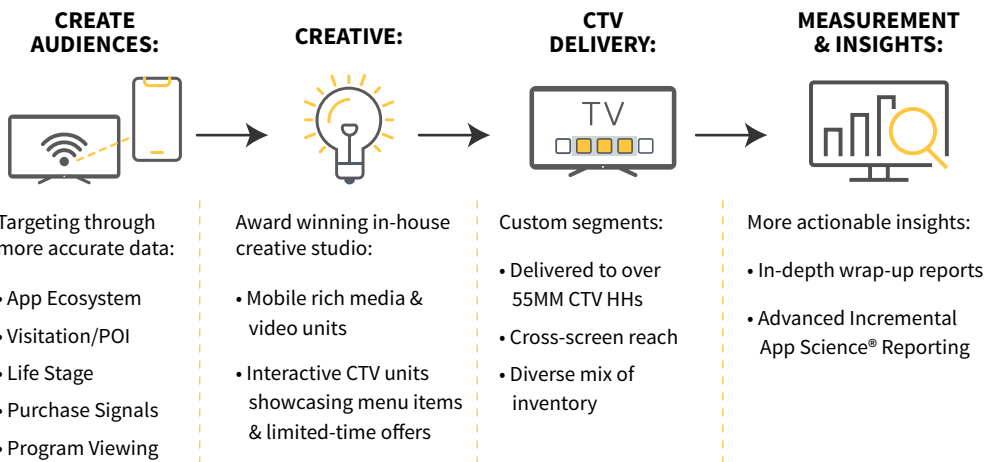 CREATE
AUDIENCES:
Targeting through
more accurate data:
• App Ecosystem
• Visitation/POI
• Life Stage
• Purchase Signals
• Program Viewing
CREATIVE:
Award winning in-house
creative studio:
• Mobile rich media &
video units
• Interactive CTV units
showcasing menu items
& limited-time offers
CTV
DELIVERY:
TV
Custom segments:
• Delivered to over
55MM CTV HHs
• Cross-screen reach
• Diverse mix of
inventory
MEASUREMENT
& INSIGHTS:
More actionable insights:
• In-depth wrap-up reports
• Advanced Incremental
App Science® Reporting